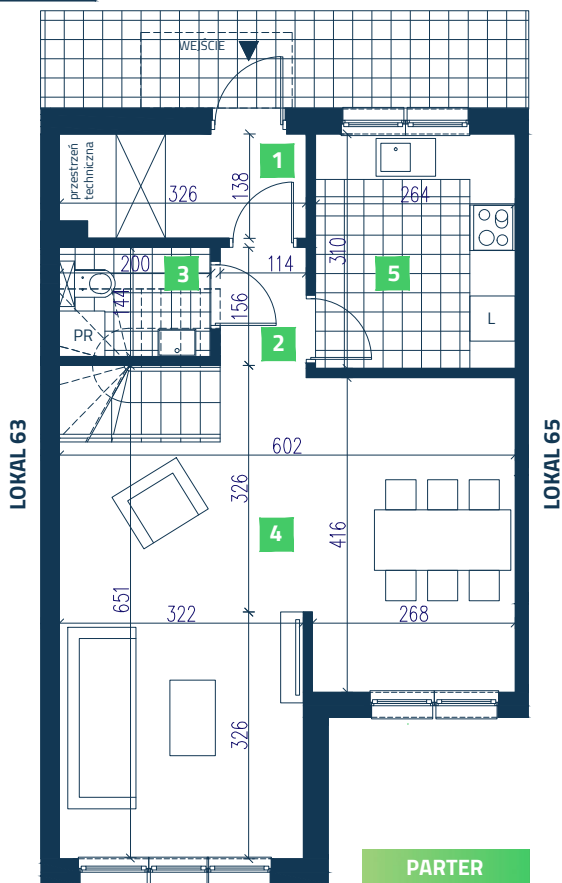 WEJŚCIE
przestrzeń
techniczna
1
138
326
264
310
5
200
3
114
144
156
PR
2
L
LOKAL 63
LOKAL 65
602
326
4
416
651
322
268
326
PARTER